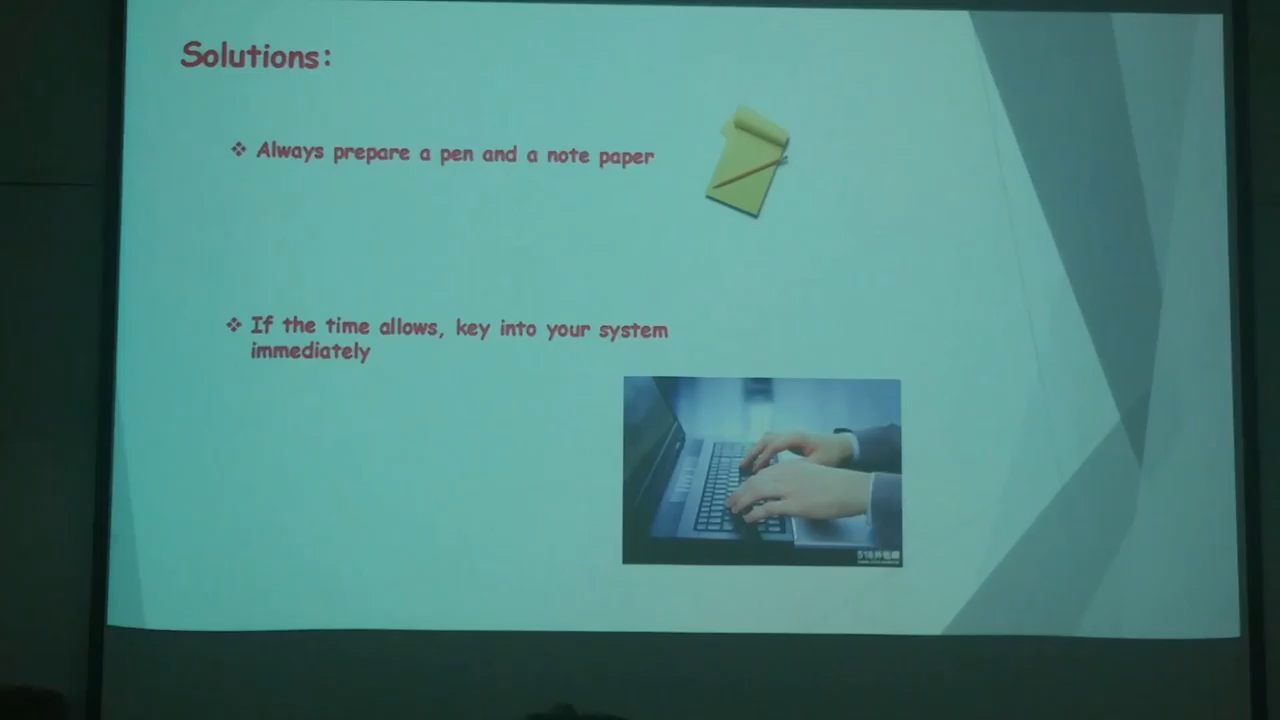 Solutions:
❖ Always prepare a pen and a note paper
❖ If the time allows, key into your system
immediately